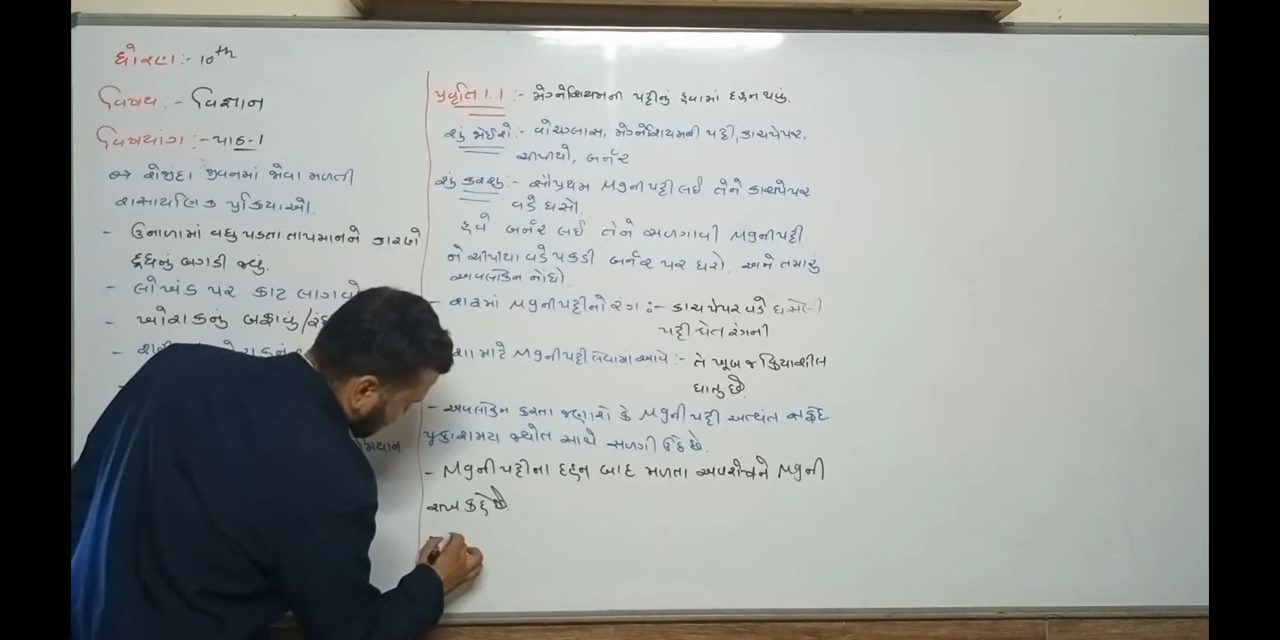 ધોરણ:- 10th
વિષય:- વિજ્ઞાન
વિષયાંગ:- પાઠ-1
રોજીંદા જીવનમાં જોવા મળતી
રાસાયણિક પ્રક્રિયાઓ.
- ઉનાળામાં વધુ પડતા તાપમાનને કારણે
દૂધનું બગડી જવું.
- લોખંડ પર કાટ લાગવો
- ખોરાકનું બફાવું/
પ્રવૃત્તિ 1.1 :- મેગ્નેશિયમની પટ્ટીનું હવામાં દહન થવું.
શું જોઈશે:- વોચગ્લાસ, મેગ્નેશિયમની પટ્ટી, કાચપેપર,
ચીપીયો, બર્નર
શું કરશું:- સૌપ્રથમ Mgની પટ્ટી લઈ તેને કાચપેપર
વડે ઘસો.
હવે બર્નર લઈ તેને સળગાવી Mgની પટ્ટી
ને ચીપીયા વડે પકડી બર્નર પર ધરો. અને તમારું
અવલોકન નોંધો.
- શરૂમાં Mgની પટ્ટીનો રંગ :- કાચપેપર વડે ઘસેલી
પટ્ટી શ્વેત રંગની
શા માટે Mgની પટ્ટી લેવામાં આવે :- તે ખૂબ જ ક્રિયાશીલ
ધાતુ છે.
- અવલોકન કરતા જણાશે કે Mgની પટ્ટી અત્યંત સફેદ
પ્રકાશમય જ્યોત સાથે સળગી ઉઠે છે.
- Mgની પટ્ટીના દહન બાદ મળતા અવશેષને Mgની
રાખ કહે છે.